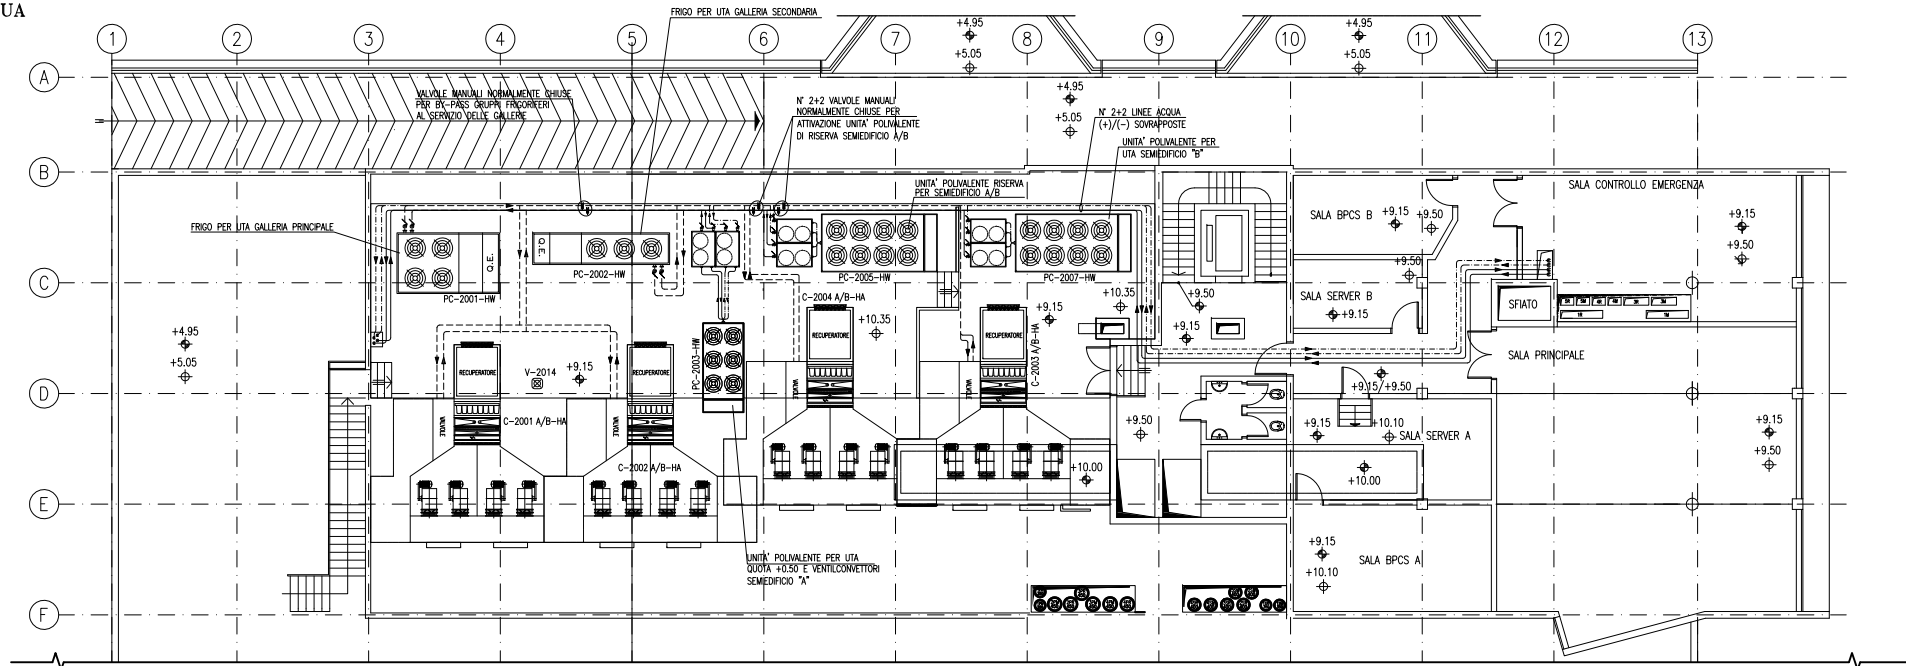 UA
FRIGO PER UTA GALLERIA SECONDARIA
1
2
3
4
5
6
7
8
9
10
11
12
13
+4.95
+5.05
+4.95
+5.05
A
VALVOLE MANUALI NORMALMENTE CHIUSE
PER BY-PASS GRUPPI FRIGORIFERI
AL SERVIZIO DELLE GALLERIE
N° 2+2 VALVOLE MANUALI
NORMALMENTE CHIUSE PER
ATTIVAZIONE UNITA' POLIVALENTE
DI RISERVA SEMIEDIFICIO A/B
+4.95
+5.05
N° 2+2 LINEE ACQUA
(+)/(-) SOVRAPPOSTE
UNITA' POLIVALENTE PER
UTA SEMIEDIFICIO "B"
B
UNITA' POLIVALENTE RISERVA
PER SEMIEDIFICIO A/B
SALA CONTROLLO EMERGENZA
FRIGO PER UTA GALLERIA PRINCIPALE
SALA BPCS B
+9.15
+9.50
+9.15
+9.50
Q.E.
Q.E.
PC-2001-HW
PC-2002-HW
PC-2005-HW
PC-2007-HW
+9.50
C
C-2004 A/B-HA
+10.35
+9.15
+10.35
+9.50
+9.15
SALA SERVER B
+9.15
SFIATO
+4.95
+5.05
RECUPERATORE
RECUPERATORE
RECUPERATORE
RECUPERATORE
PC-2003-HW
C-2003 A/B-HA
V-2014
+9.15
SALA PRINCIPALE
+9.15/+9.50
D
VALVOLE
VALVOLE
VALVOLE
VALVOLE
C-2001 A/B-HA
C-2002 A/B-HA
+9.50
+9.15
+10.10
SALA SERVER A
+9.15
+9.50
+10.00
+10.00
E
UNITA' POLIVALENTE PER UTA
QUOTA +0.50 E VENTILCONVETTORI
SEMIEDIFICIO "A"
+9.15
+10.10
SALA BPCS A
F